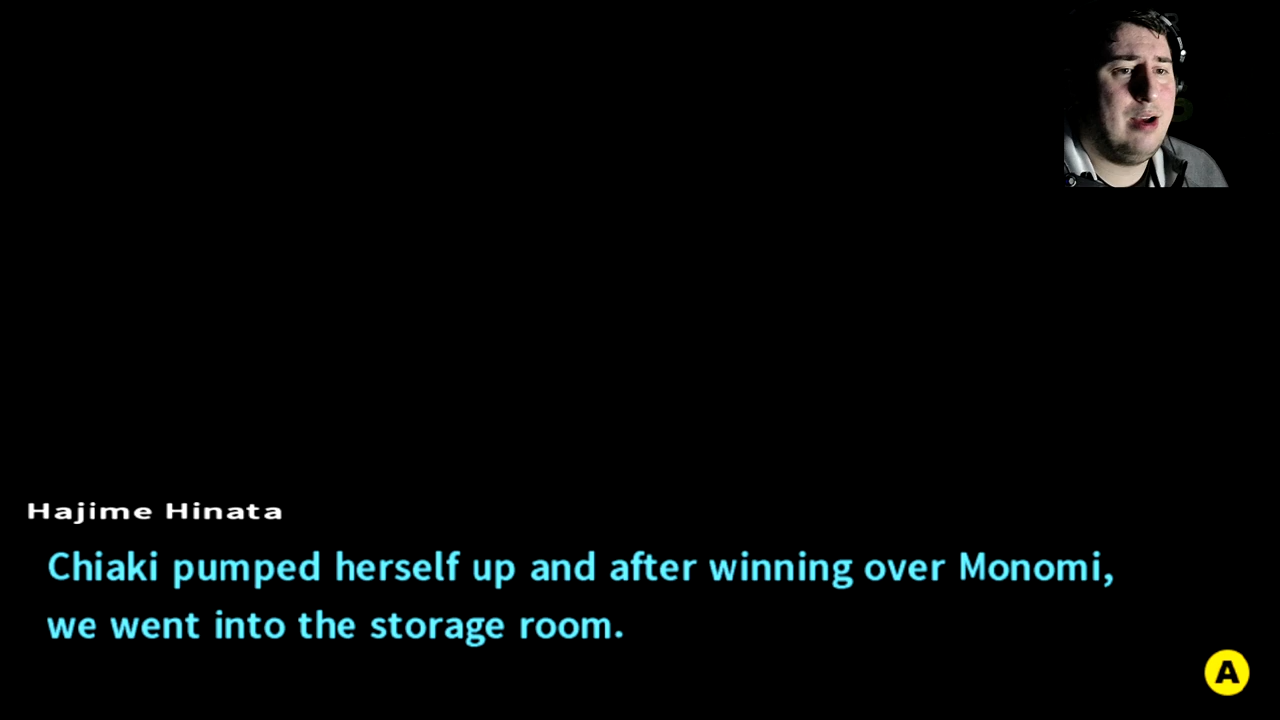 Hajime Hinata
Chiaki pumped herself up and after winning over Monomi,
we went into the storage room.
A